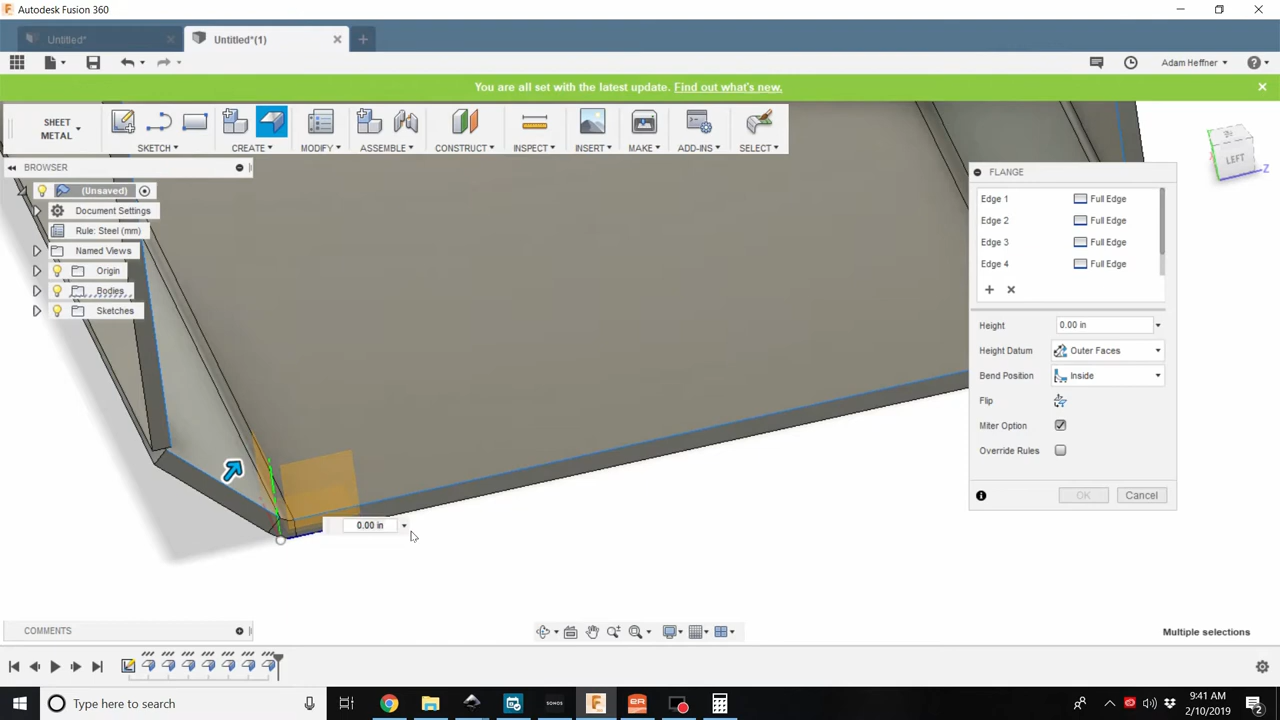 Autodesk Fusion 360
Untitled*
Untitled*(1)
Adam Heffner
You are all set with the latest update. Find out what's new.
SHEET METAL
SKETCH
CREATE
MODIFY
ASSEMBLE
CONSTRUCT
INSPECT
INSERT
MAKE
ADD-INS
SELECT
LEFT
Z
BROWSER
(Unsaved)
Document Settings
Rule: Steel (mm)
Named Views
Origin
Bodies
Sketches
FLANGE
Edge 1 Full Edge
Edge 2 Full Edge
Edge 3 Full Edge
Edge 4 Full Edge
Height 0.00 in
Height Datum Outer Faces
Bend Position Inside
Flip
Miter Option
Override Rules
OK Cancel
0.00 in
COMMENTS
Multiple selections
Type here to search
SONOS
9:41 AM
2/10/2019
2